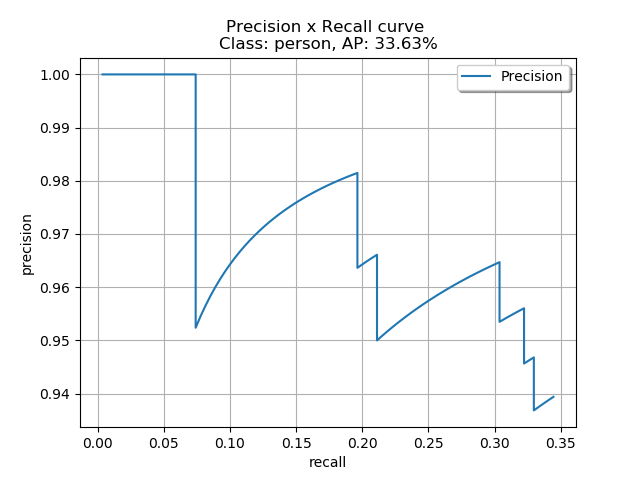 Precision x Recall curve
Class: person, AP: 33.63%
Precision
1.00
0.99
0.98
0.97
0.96
0.95
0.94
precision
0.00 0.05 0.10 0.15 0.20 0.25 0.30 0.35
recall